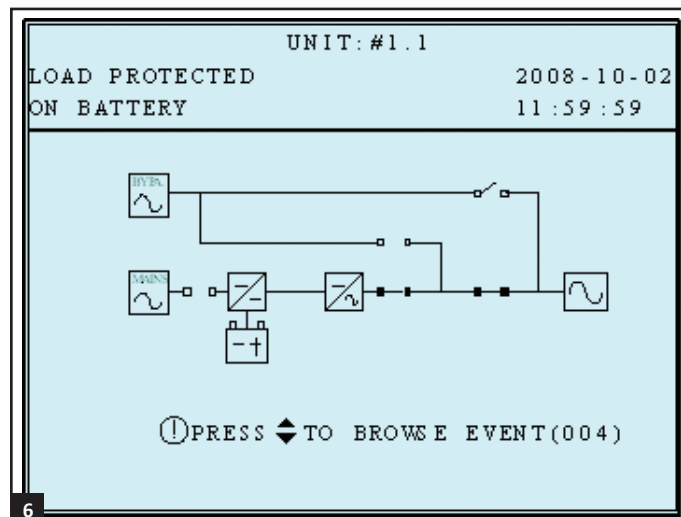 UNIT:#1.1
LOAD PROTECTED 2008-10-02
ON BATTERY 11:59:59
BYPA.
MAINS
PRESS TO BROWSE EVENT(004)
6